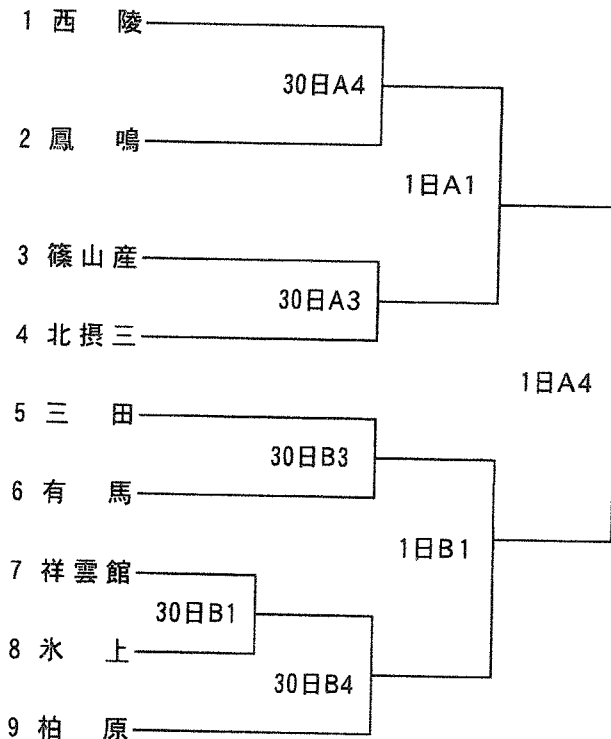 1 西 陵
30日A4
2 鳳 鳴
1日A1
3 篠山産
30日A3
4 北摂三
1日A4
5 三 田
30日B3
6 有 馬
1日B1
7 祥雲館
30日B1
8 氷 上
30日B4
9 柏 原